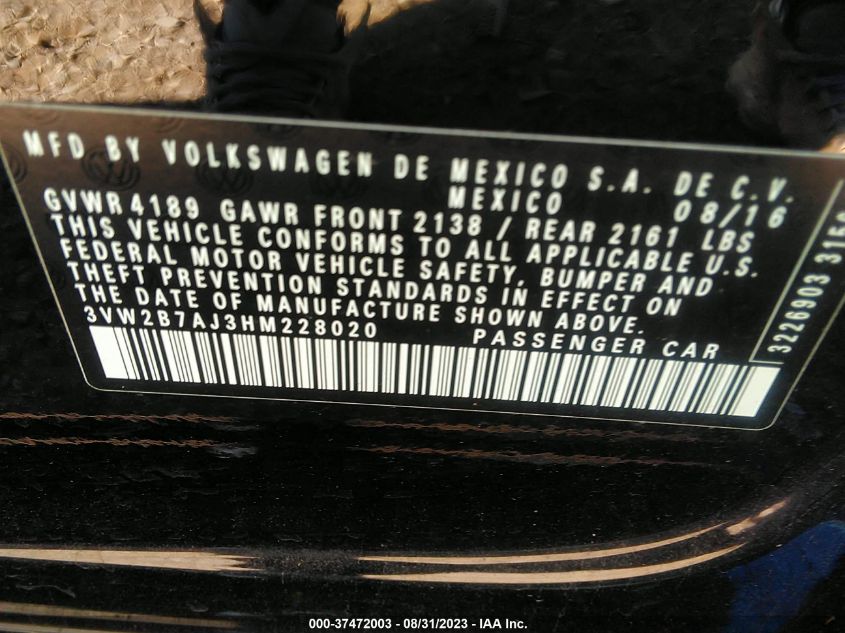 MFD BY VOLKSWAGEN DE MEXICO S.A. DE C.V.
MEXICO 08/16
GVWR 4189 GAWR FRONT 2138 / REAR 2161 LBS
THIS VEHICLE CONFORMS TO ALL APPLICABLE U.S.
FEDERAL MOTOR VEHICLE SAFETY, BUMPER AND
THEFT PREVENTION STANDARDS IN EFFECT ON
THE DATE OF MANUFACTURE SHOWN ABOVE.
3VW2B7AJ3HM228020 PASSENGER CAR
3226903
000-37472003 - 08/31/2023 - IAA Inc.